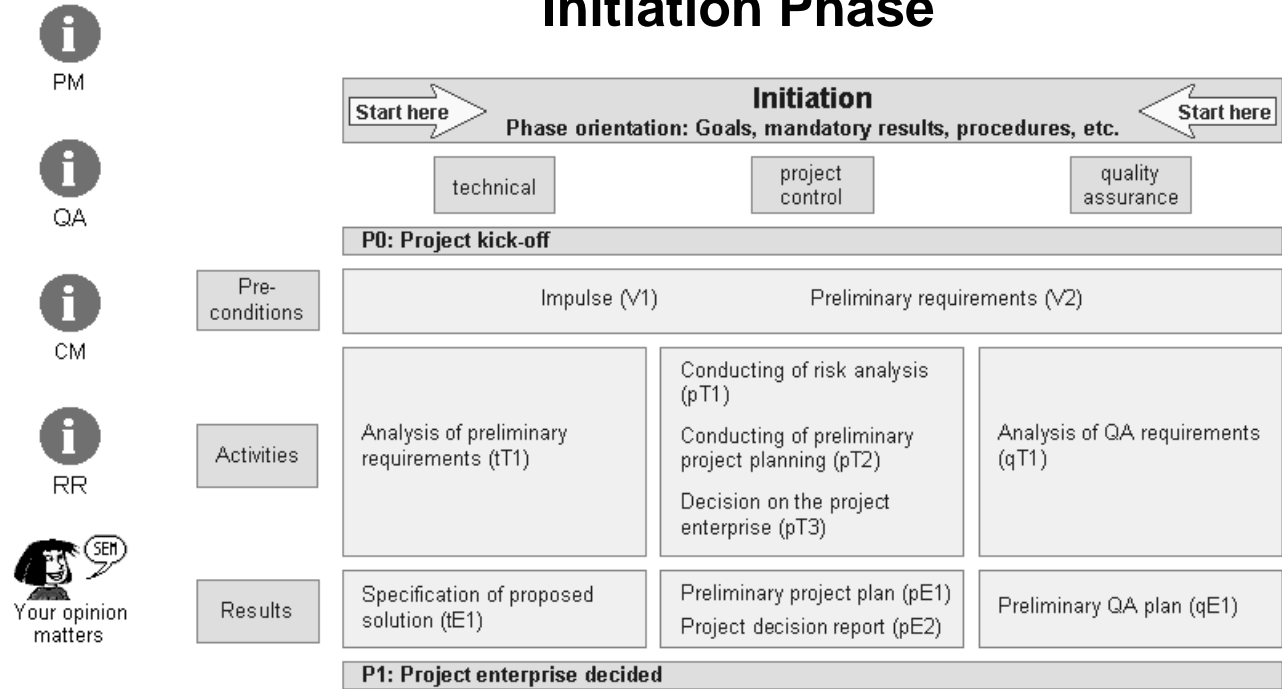 Initiation Phase
PM
QA
CM
RR
SEM
Your opinion
matters
Start here
Initiation
Phase orientation: Goals, mandatory results, procedures, etc.
Start here
technical
project
control
quality
assurance
P0: Project kick-off
Pre-
conditions
Impulse (V1)
Preliminary requirements (V2)
Activities
Analysis of preliminary
requirements (tT1)
Conducting of risk analysis
(pT1)
Conducting of preliminary
project planning (pT2)
Decision on the project
enterprise (pT3)
Analysis of QA requirements
(qT1)
Results
Specification of proposed
solution (tE1)
Preliminary project plan (pE1)
Project decision report (pE2)
Preliminary QA plan (qE1)
P1: Project enterprise decided